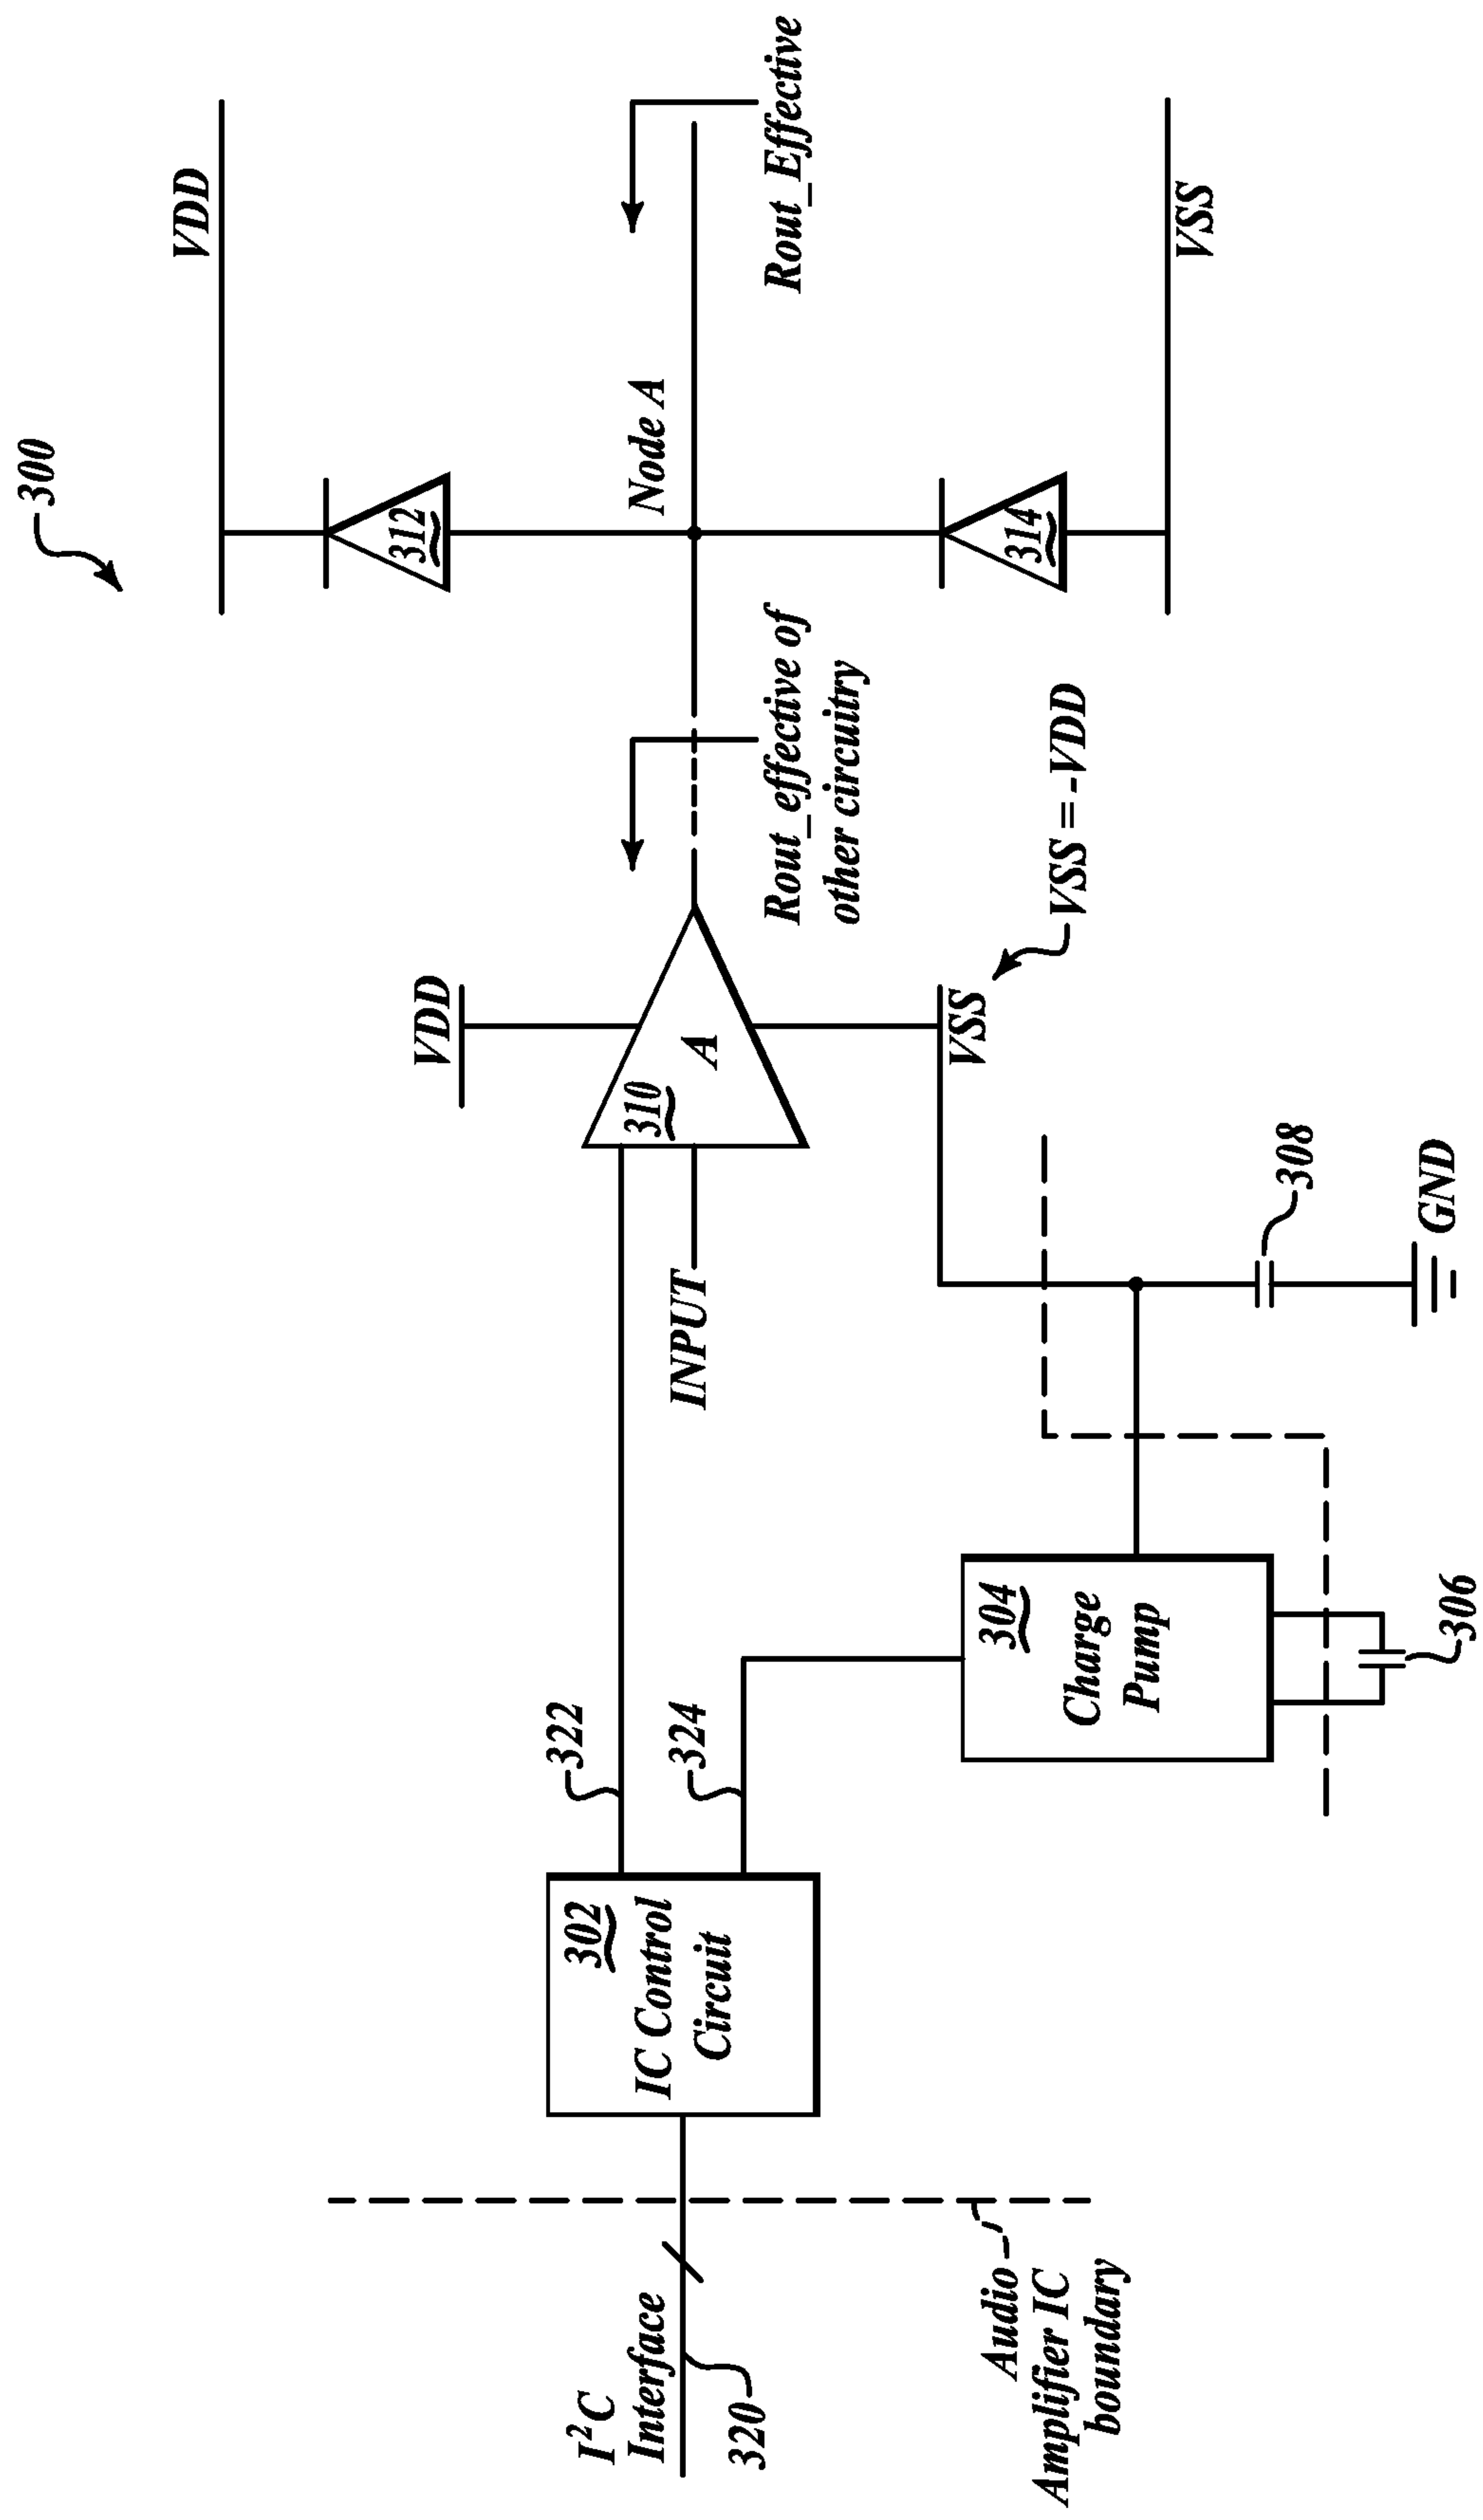 300
VDD
312
Node A
Rout_Effective
314
VSS
VDD
310
A
INPUT
Rout_effective of
other circuitry
VSS
VSS = -VDD
322
324
302
IC Control
Circuit
304
Charge
Pump
306
308
GND
I²C
Interface
320
Audio
Amplifier IC
boundary